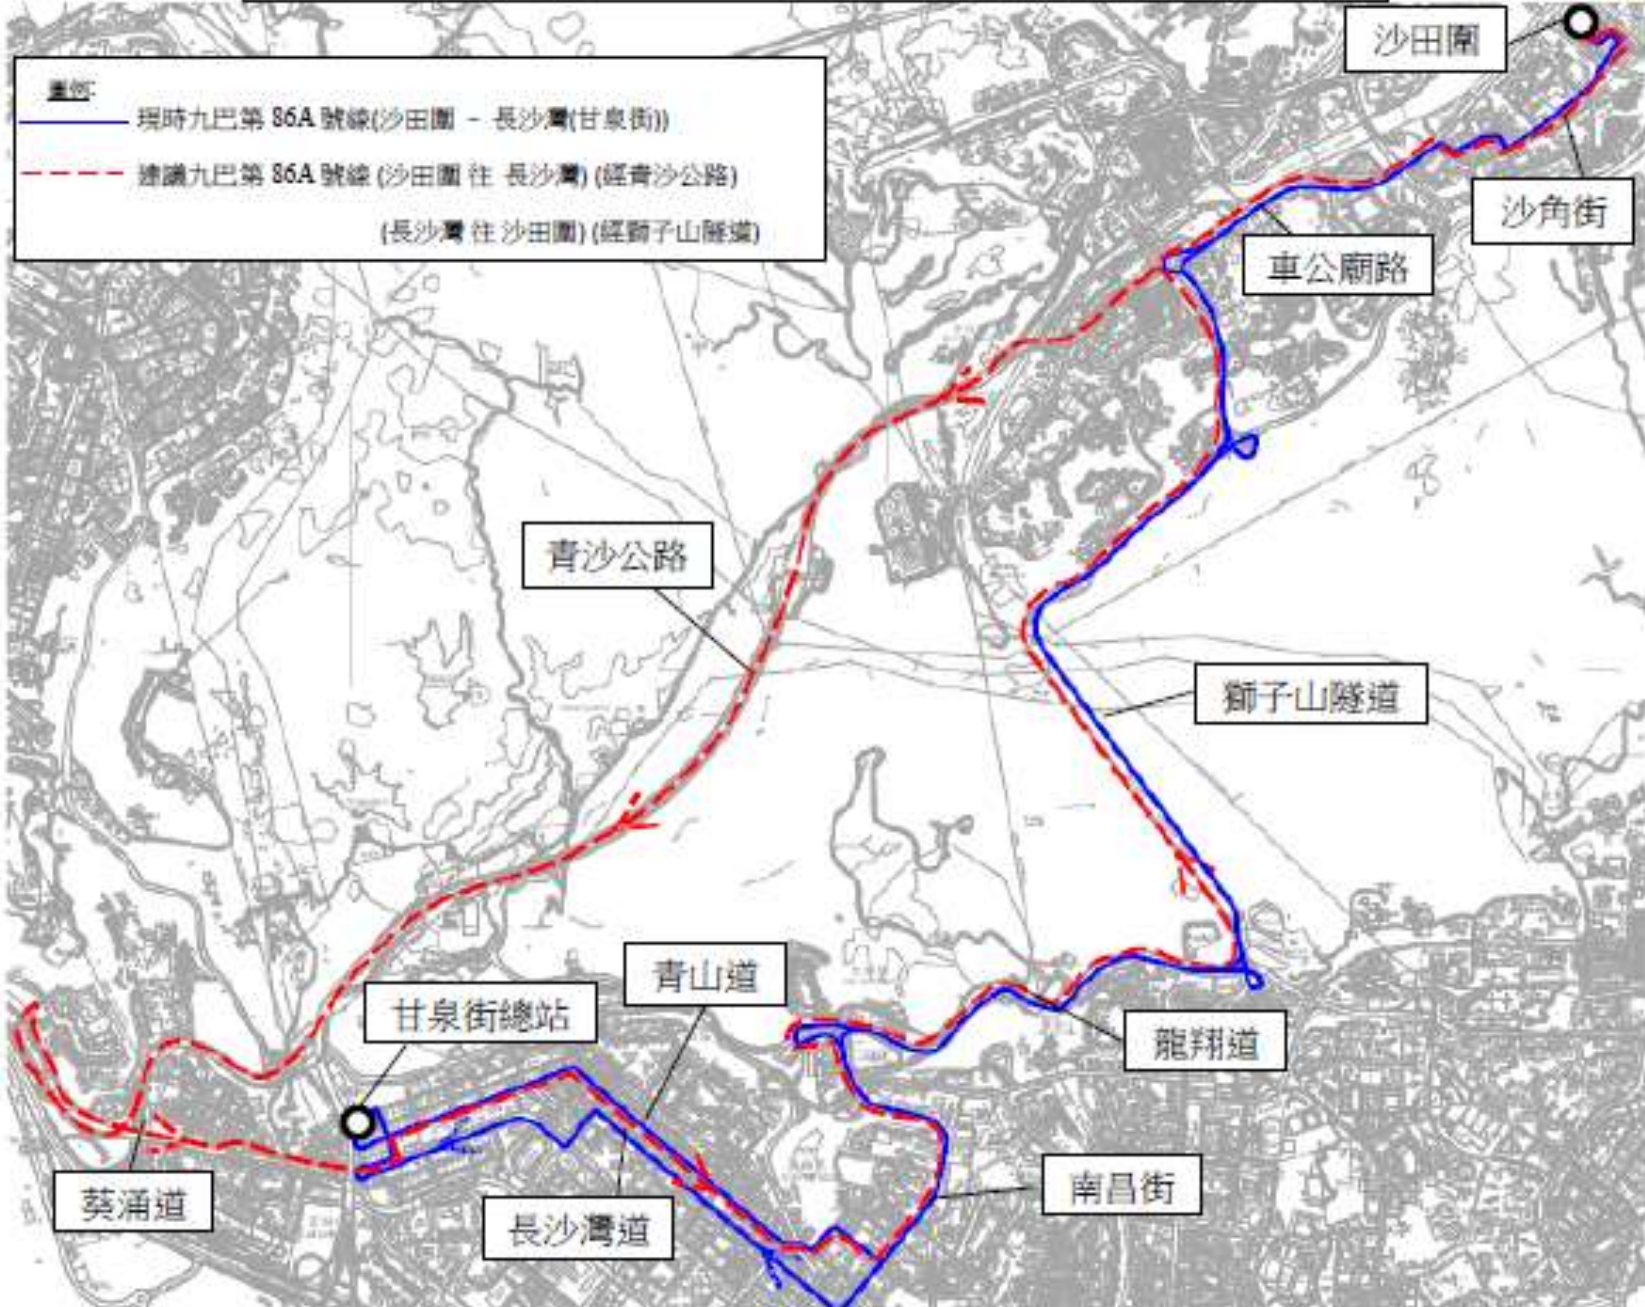 沙田圍
圖例:
現時九巴第 86A 號線(沙田圍 - 長沙灣(甘泉街))
建議九巴第 86A 號線 (沙田圍 往 長沙灣) (經青沙公路)
(長沙灣 往 沙田圍) (經獅子山隧道)
沙角街
車公廟路
青沙公路
獅子山隧道
青山道
甘泉街總站
龍翔道
葵涌道
長沙灣道
南昌街